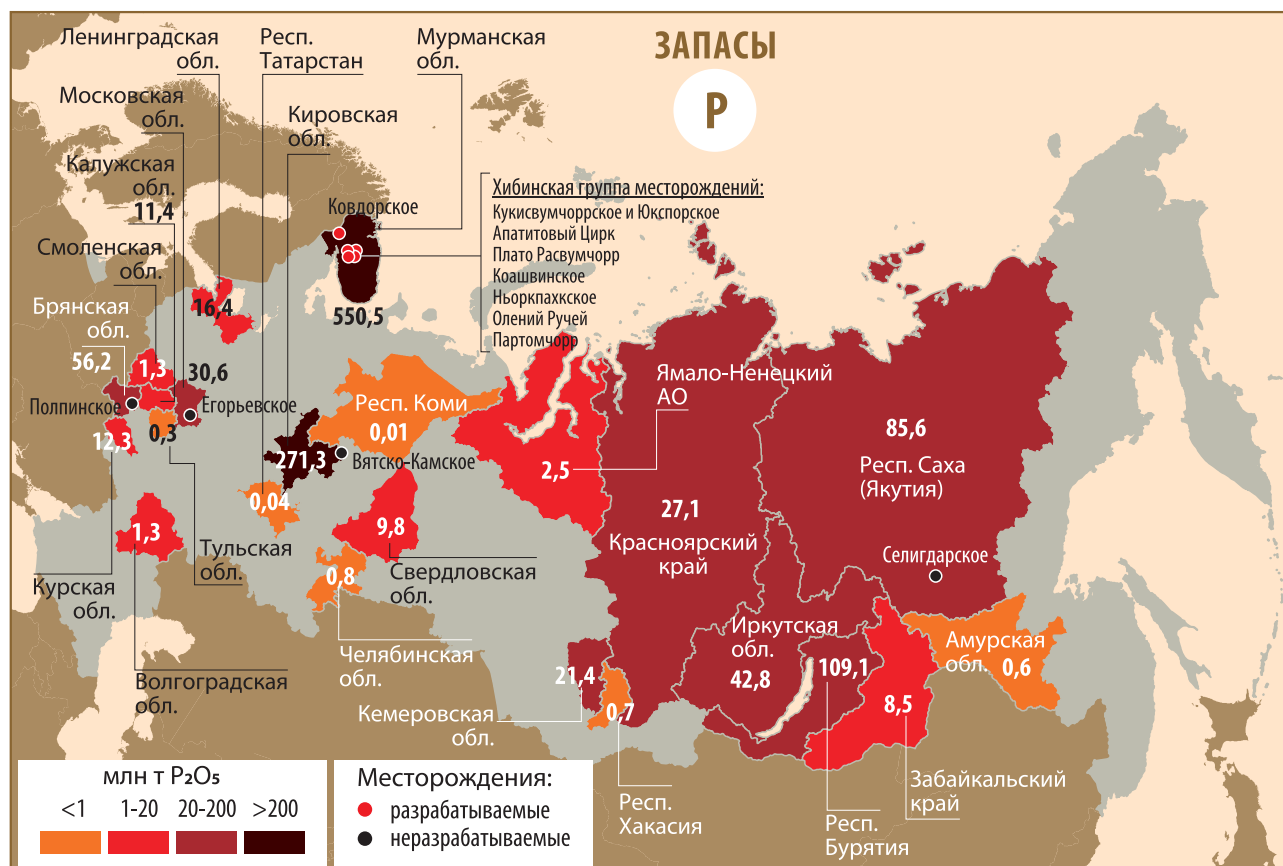 ЗАПАСЫ
P
Ленинградская
обл.
Респ.
Татарстан
Мурманская
обл.
Московская
обл.
Кировская
обл.
Калужская
обл.
11,4
Смоленская
обл.
Брянская
обл.
56,2
Ковдорское
Хибинская группа месторождений:
Кукисвумчоррское и Юкспорское
Апатитовый Цирк
Плато Расвумчорр
Коашвинское
Ньоркпахкское
Олений Ручей
Партомчорр
550,5
16,4
1,3
30,6
Полпинское
Егорьевское
12,3
0,3
Респ. Коми
0,01
271,3
Вятско-Камское
0,04
1,3
9,8
0,8
Тульская
обл.
Курская
обл.
Свердловская
обл.
Волгоградская
обл.
Челябинская
обл.
Кемеровская
обл.
Ямало-Ненецкий
АО
2,5
27,1
Красноярский
край
85,6
Респ. Саха
(Якутия)
Селигдарское
Иркутская
обл.
42,8
109,1
Амурская
обл.
0,6
21,4
0,7
8,5
Забайкальский
край
Респ.
Хакасия
Респ.
Бурятия
млн т P₂O₅
<1 1-20 20-200 >200
Месторождения:
разрабатываемые
неразрабатываемые